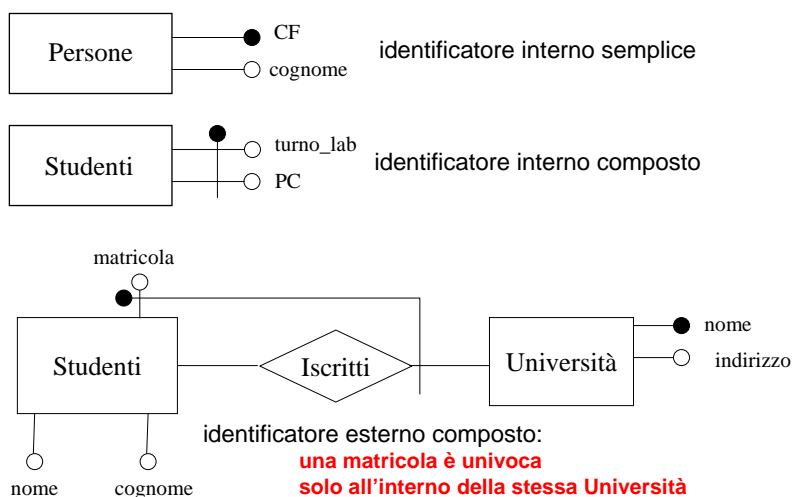 Persone
CF
cognome
identificatore interno semplice
Studenti
turno_lab
PC
identificatore interno composto
matricola
Studenti
Iscritti
Università
nome
indirizzo
nome
cognome
identificatore esterno composto:
una matricola è univoca
solo all'interno della stessa Università